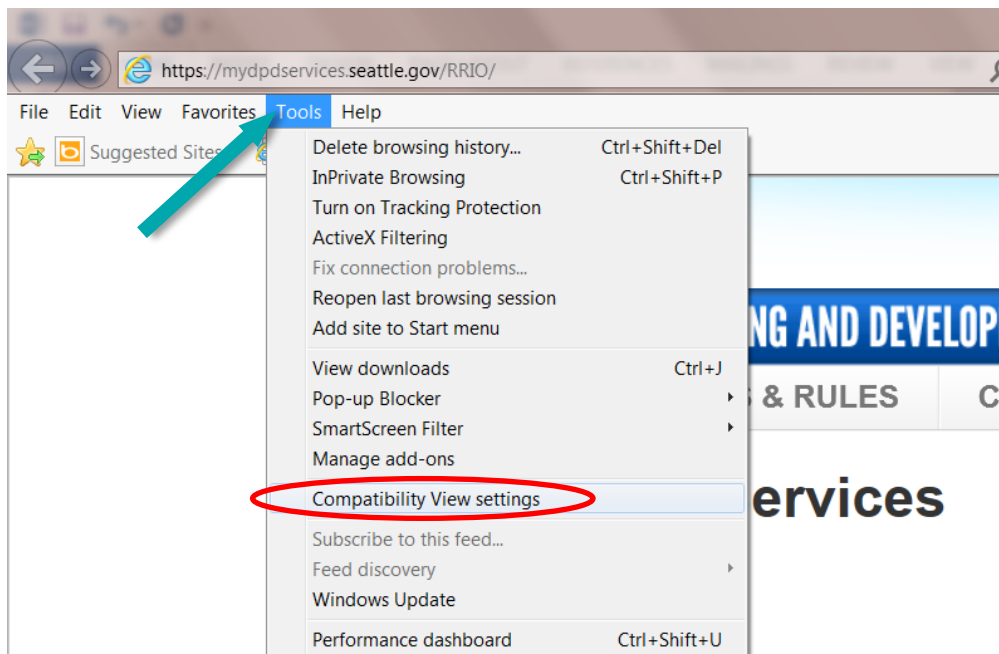 https://mydpdservices.seattle.gov/RRIO/
File Edit View Favorites Tools Help
Suggested Sites
Delete browsing history... Ctrl+Shift+Del
InPrivate Browsing Ctrl+Shift+P
Turn on Tracking Protection
ActiveX Filtering
Fix connection problems...
Reopen last browsing session
Add site to Start menu
NG AND DEVELOP
View downloads Ctrl+J
Pop-up Blocker
& RULES C
SmartScreen Filter
Manage add-ons
Compatibility View settings
ervices
Subscribe to this feed...
Feed discovery
Windows Update
Performance dashboard Ctrl+Shift+U